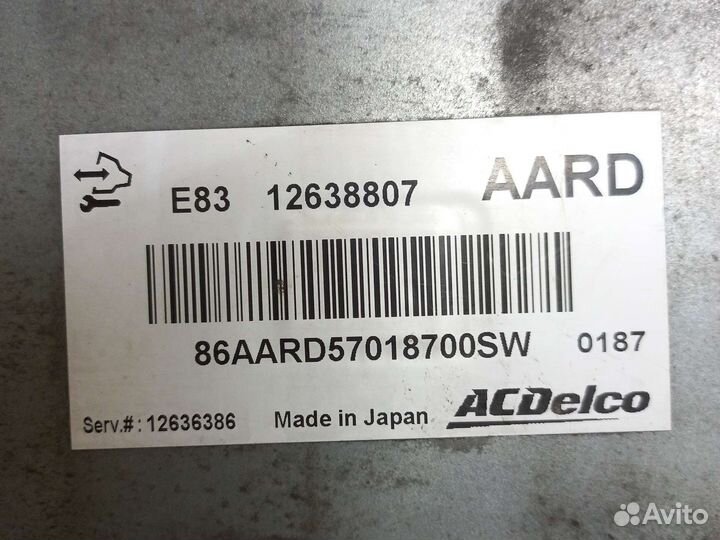 E83 12638807 AARD
86AARD57018700SW 0187
Serv.#: 12636386 Made in Japan ACDelco
Avito